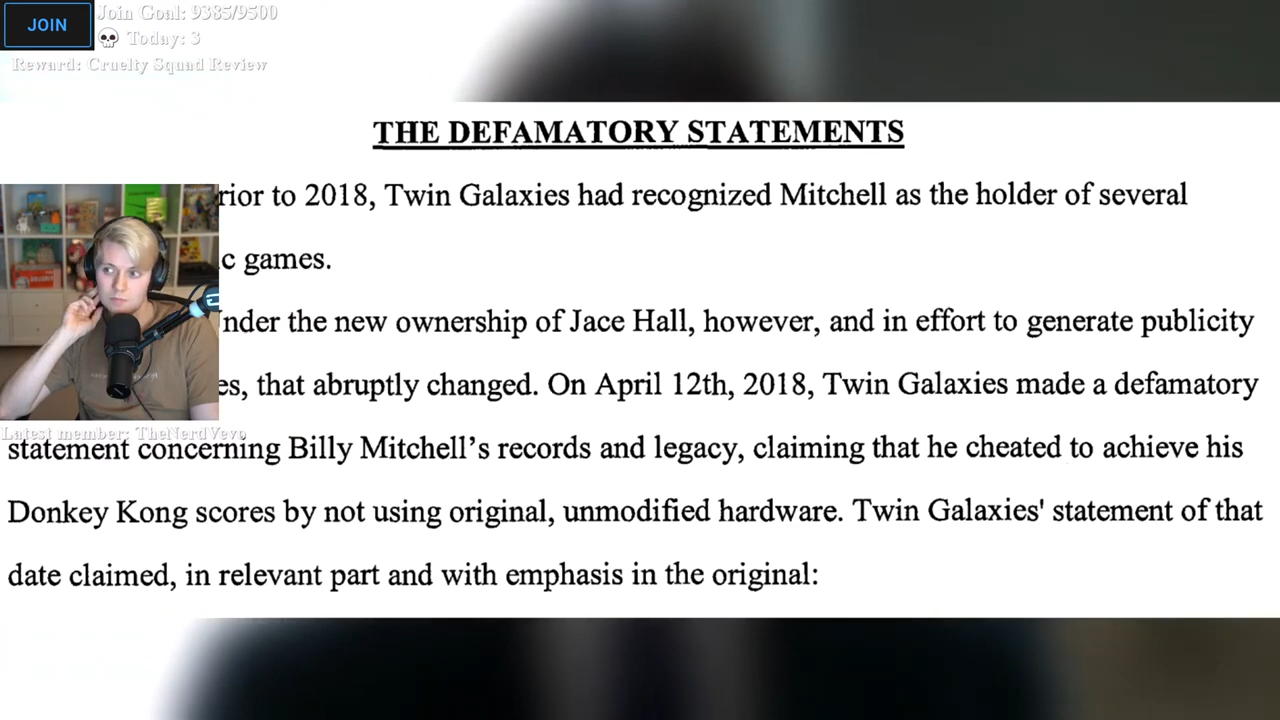 JOIN
Join Goal: 9385/9500
Today: 3
Reward: Cruelty Squad Review
THE DEFAMATORY STATEMENTS
rior to 2018, Twin Galaxies had recognized Mitchell as the holder of several
c games.
nder the new ownership of Jace Hall, however, and in effort to generate publicity
es, that abruptly changed. On April 12th, 2018, Twin Galaxies made a defamatory
Latest member: TheNerdVevo
statement concerning Billy Mitchell's records and legacy, claiming that he cheated to achieve his
Donkey Kong scores by not using original, unmodified hardware. Twin Galaxies' statement of that
date claimed, in relevant part and with emphasis in the original: